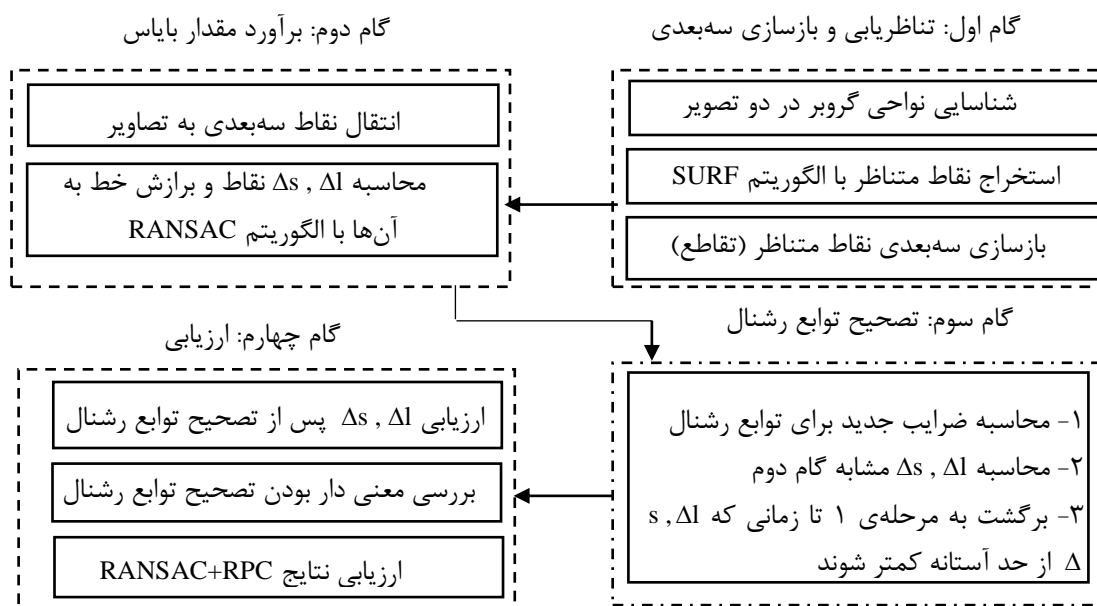 گام اول: تناظریابی و بازسازی سه‌بعدی
شناسایی نواحی گروبر در دو تصویر
استخراج نقاط متناظر با الگوریتم SURF
بازسازی سه‌بعدی نقاط متناظر (تقاطع)
گام دوم: برآورد مقدار بایاس
انتقال نقاط سه‌بعدی به تصاویر
محاسبه Δs , Δl نقاط و برازش خط به
آن‌ها با الگوریتم RANSAC
گام سوم: تصحیح توابع رشنال
۱- محاسبه ضرایب جدید برای توابع رشنال
۲- محاسبه Δs , Δl مشابه گام دوم
۳- برگشت به مرحله‌ی ۱ تا زمانی که s , Δl
Δ از حد آستانه کمتر شوند
گام چهارم: ارزیابی
ارزیابی Δs , Δl پس از تصحیح توابع رشنال
بررسی معنی دار بودن تصحیح توابع رشنال
ارزیابی نتایج RANSAC+RPC